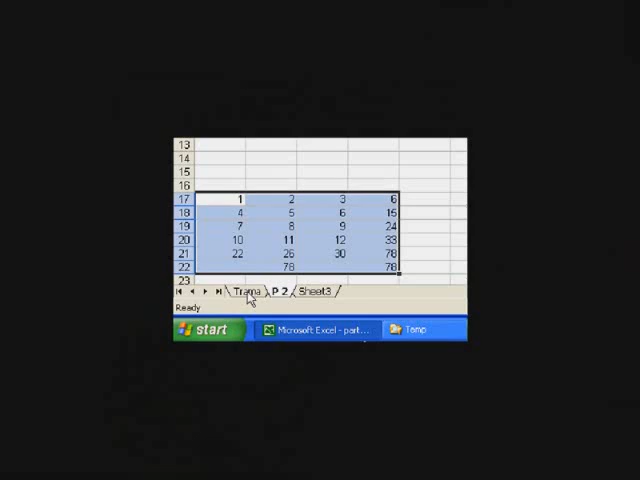 13
14
15
16
17 1 2 3 6
18 4 5 6 15
19 7 8 9 24
20 10 11 12 33
21 22 26 30 78
22 78 78
23
Trama P 2 Sheet3
Ready
start Microsoft Excel - part... Temp